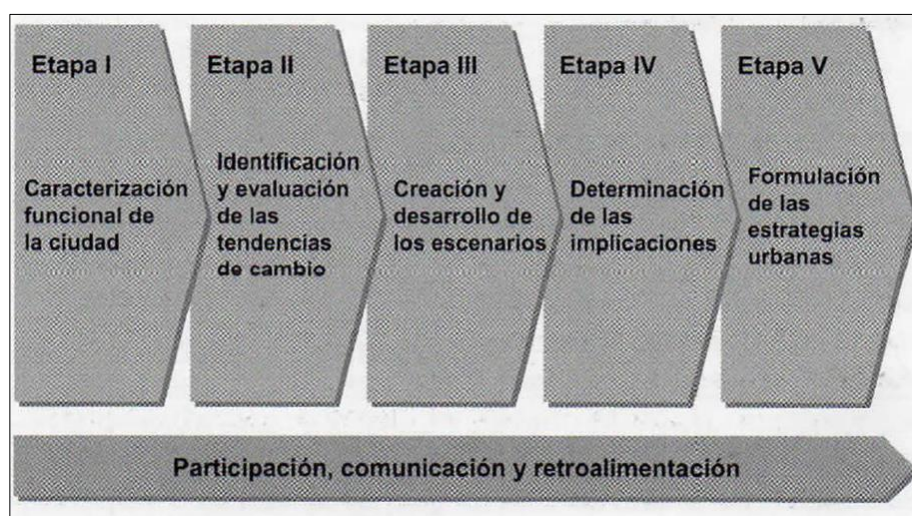 Etapa I
Caracterización
funcional de
la ciudad
Etapa II
Identificación
y evaluación
de las
tendencias
de cambio
Etapa III
Creación y
desarrollo de
los escenarios
Etapa IV
Determinación
de las
implicaciones
Etapa V
Formulación
de las
estrategias
urbanas
Participación, comunicación y retroalimentación